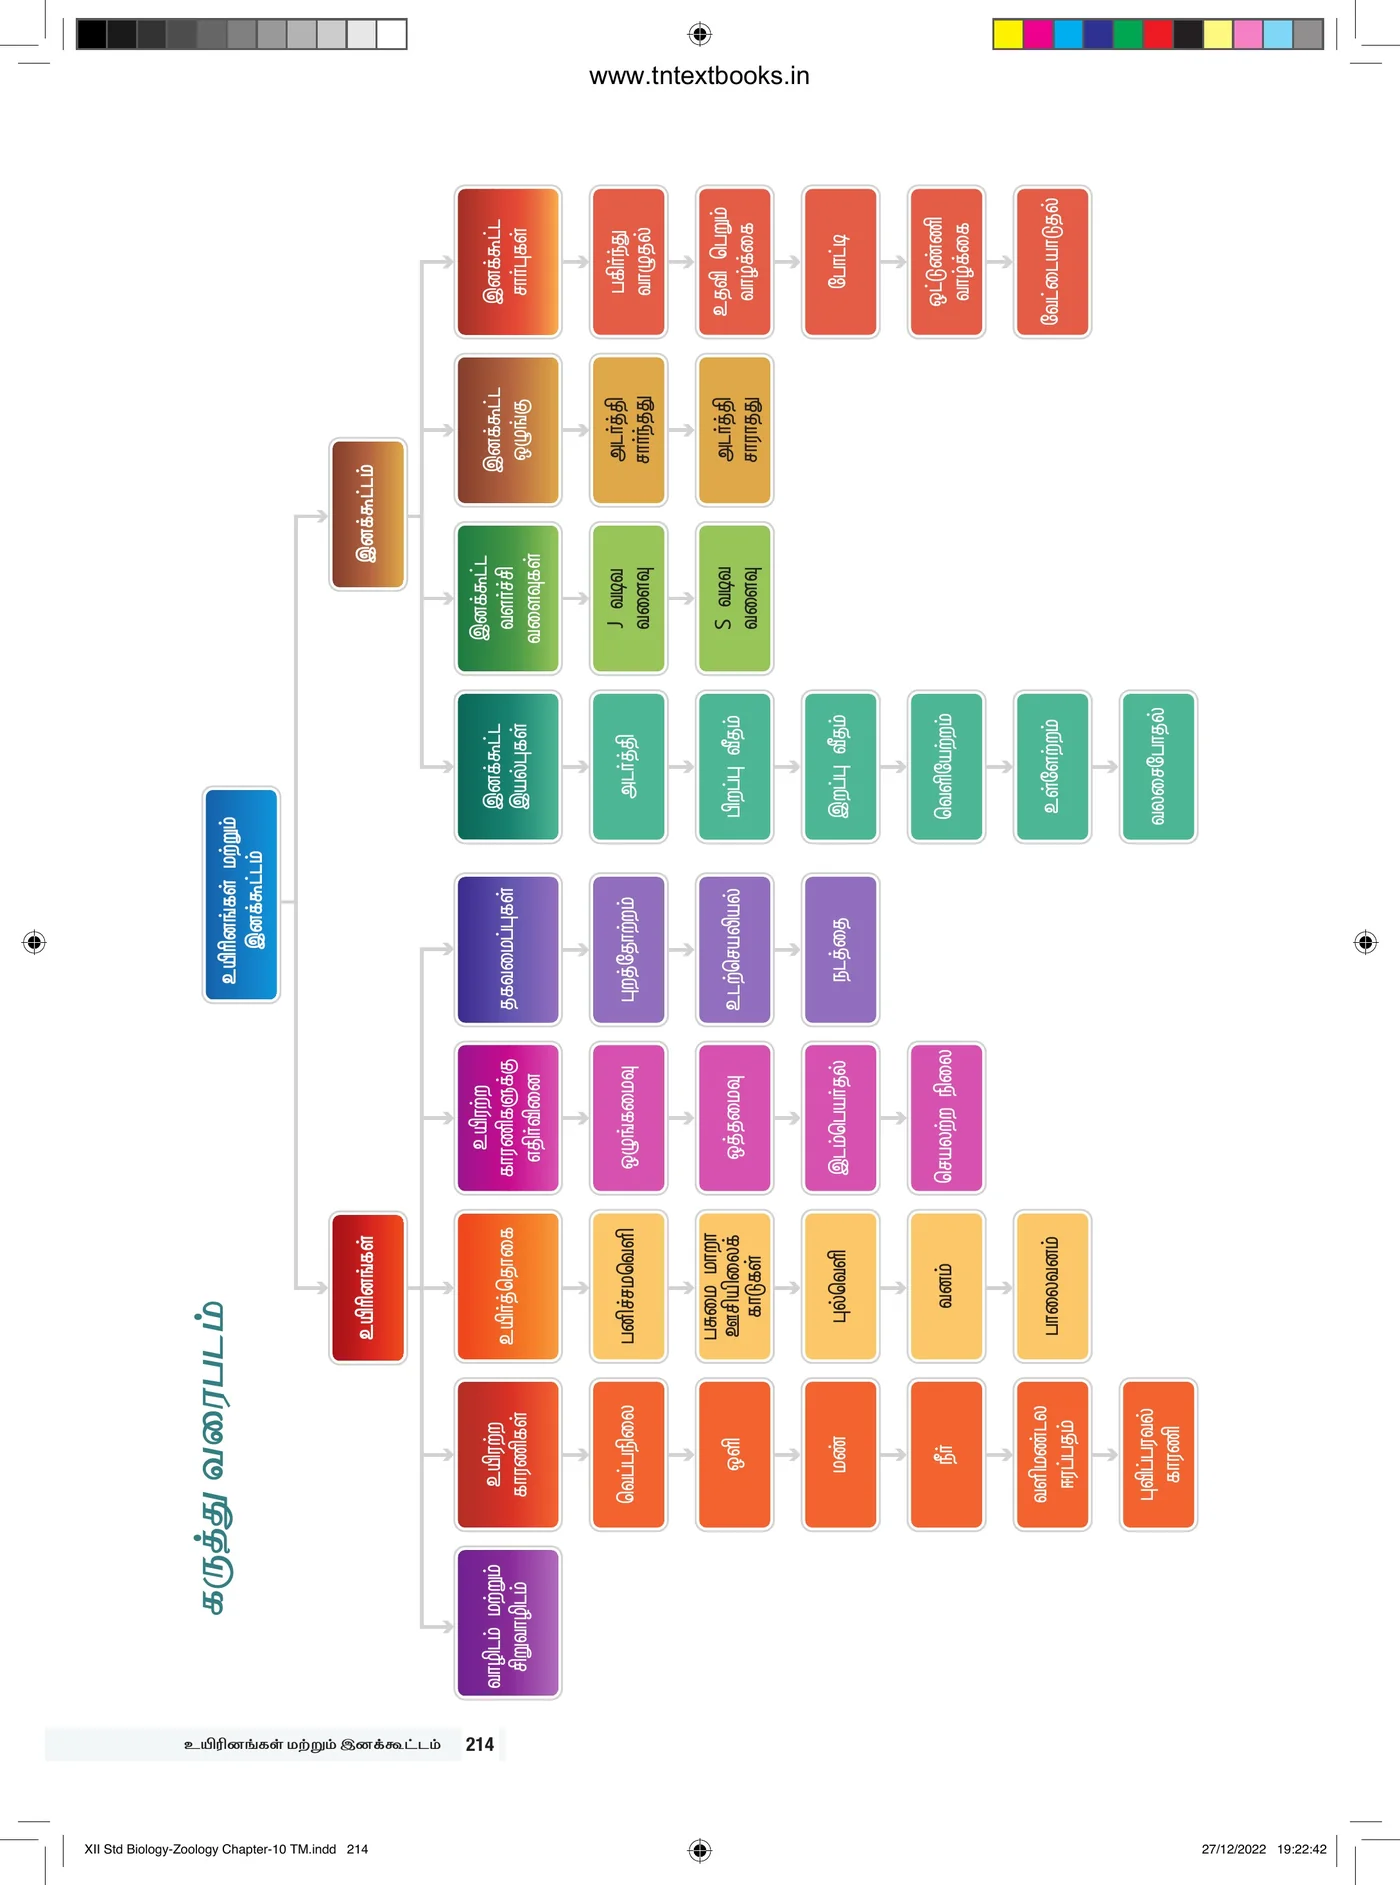 www.tntextbooks.in
கருத்து வரைபடம்
உயிரினங்கள் மற்றும்
இனக்கூட்டம்
உயிரினங்கள்
இனக்கூட்டம்
வாழிடம் மற்றும்
சிறுவாழிடம்
உயிரற்ற
காரணிகள்
வெப்பநிலை
ஒளி
மண்
நீர்
வளிமண்டல
ஈரப்பதம்
புவிப்பரவல்
காரணி
உயிர்த்தொகை
பனிச்சமவெளி
பசுமை மாறா
ஊசியிலைக்
காடுகள்
புல்வெளி
வனம்
பாலைவனம்
உயிரற்ற
காரணிகளுக்கு
எதிர்வினை
ஒழுங்கமைவு
ஒத்தமைவு
இடம்பெயர்தல்
செயலற்ற நிலை
தகவமைப்புகள்
புறத்தோற்றம்
உடற்செயலியல்
நடத்தை
இனக்கூட்ட
இயல்புகள்
அடர்த்தி
பிறப்பு வீதம்
இறப்பு வீதம்
வெளியேற்றம்
உள்ளேற்றம்
வலசைபோதல்
இனக்கூட்ட
வளர்ச்சி
வளைவுகள்
J வடிவ
வளைவு
S வடிவ
வளைவு
இனக்கூட்ட
ஒழுங்கு
அடர்த்தி
சார்ந்தது
அடர்த்தி
சாராதது
இனக்கூட்ட
சார்புகள்
பகிர்ந்து
வாழுதல்
உதவி பெறும்
வாழ்க்கை
போட்டி
ஒட்டுண்ணி
வாழ்க்கை
வேட்டையாடுதல்
உயிரினங்கள் மற்றும் இனக்கூட்டம் 214
XII Std Biology-Zoology Chapter-10 TM.indd 214
27/12/2022 19:22:42